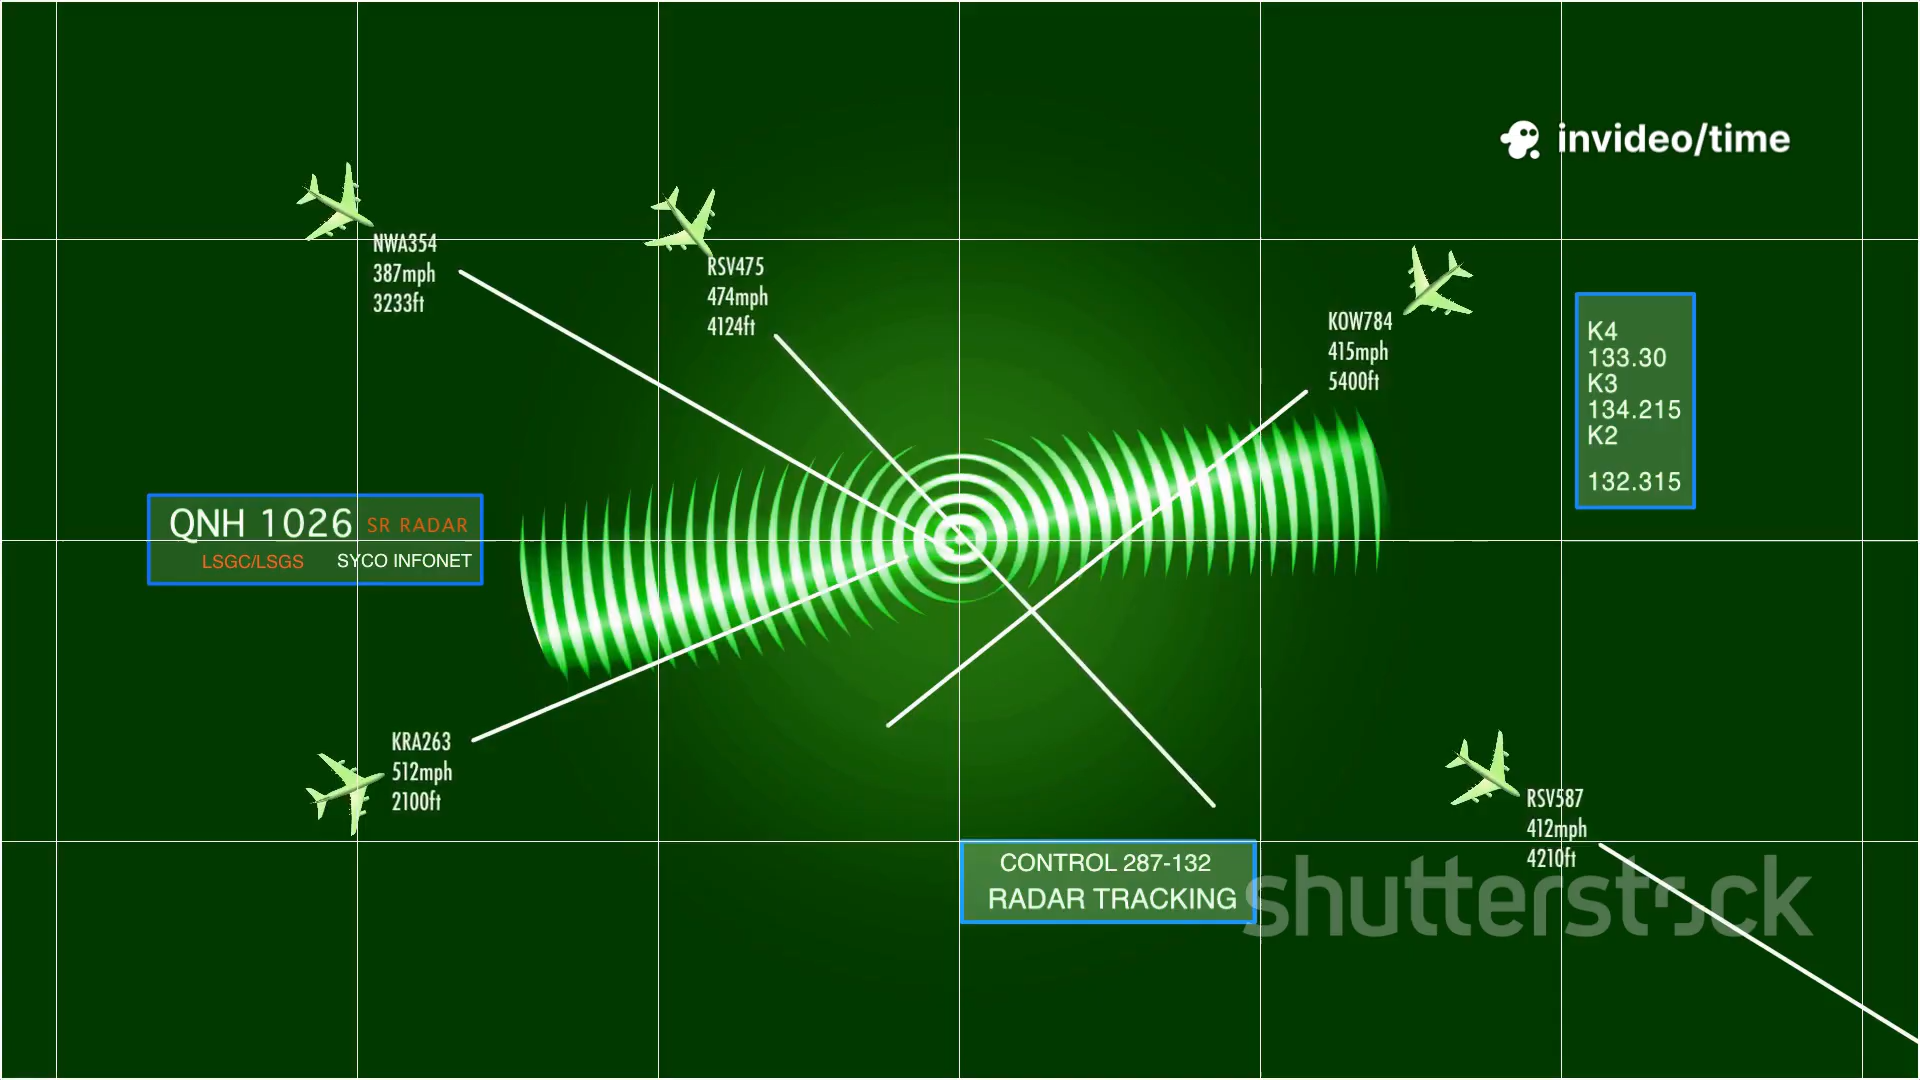 invideo/time
NWA354
387mph
3233ft
RSV475
474mph
4124ft
KOW784
415mph
5400ft
K4
133.30
K3
134.215
K2
132.315
QNH 1026 SR RADAR
LSGC/LSGS SYCO INFONET
KRA263
512mph
2100ft
RSV587
412mph
4210ft
CONTROL 287-132
RADAR TRACKING
shutterstock